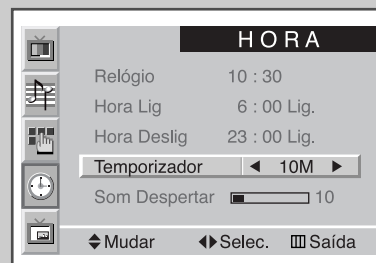 HORA
Relógio 10 : 30
Hora Lig 6 : 00 Lig.
Hora Deslig 23 : 00 Lig.
Temporizador ◀ 10M ▶
Som Despertar 10
Mudar Selec. Saída